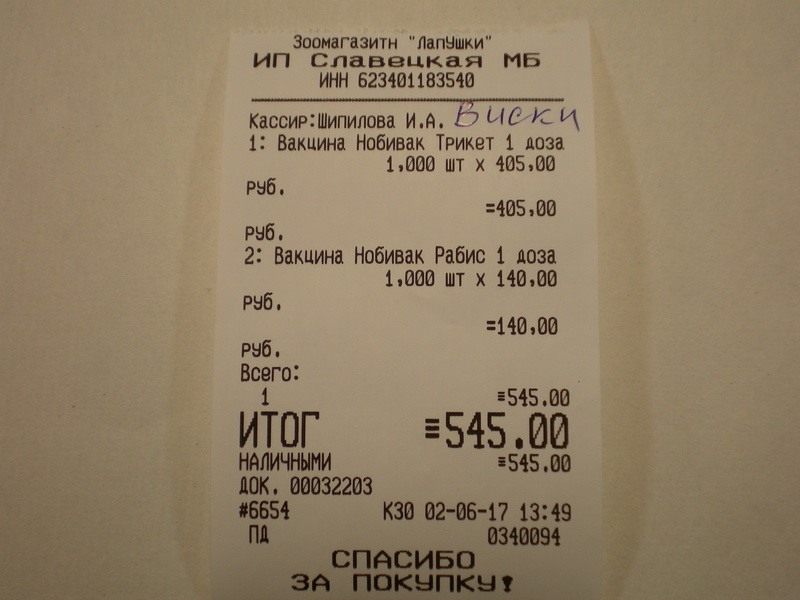 Зоомагазитн "ЛапУшки"
ИП Славецкая МБ
ИНН 623401183540
Кассир:Шипилова И.А. Виски
1: Вакцина Нобивак Трикет 1 доза
1,000 шт х 405,00
руб.
=405,00
руб.
2: Вакцина Нобивак Рабис 1 доза
1,000 шт х 140,00
руб.
=140,00
руб.
Всего:
1 ≡545.00
ИТОГ ≡545.00
НАЛИЧНЫМИ ≡545.00
ДОК. 00032203
#6654 К30 02-06-17 13:49
ПД 0340094
СПАСИБО
ЗА ПОКУПКУ!